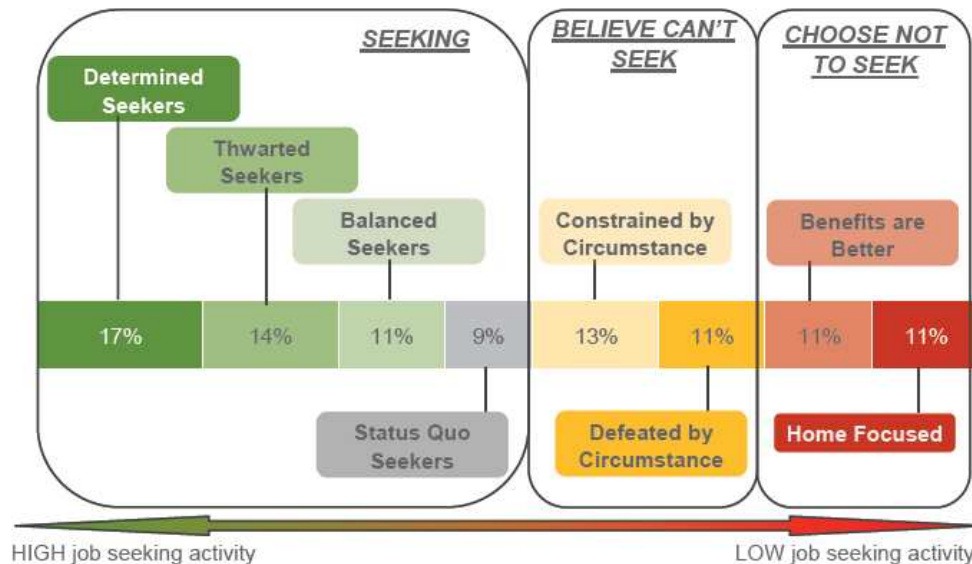 SEEKING
BELIEVE CAN'T
SEEK
CHOOSE NOT
TO SEEK
Determined
Seekers
Thwarted
Seekers
Balanced
Seekers
Constrained by
Circumstance
Benefits are
Better
17%
14%
11%
9%
13%
11%
11%
11%
Status Quo
Seekers
Defeated by
Circumstance
Home Focused
HIGH job seeking activity
LOW job seeking activity